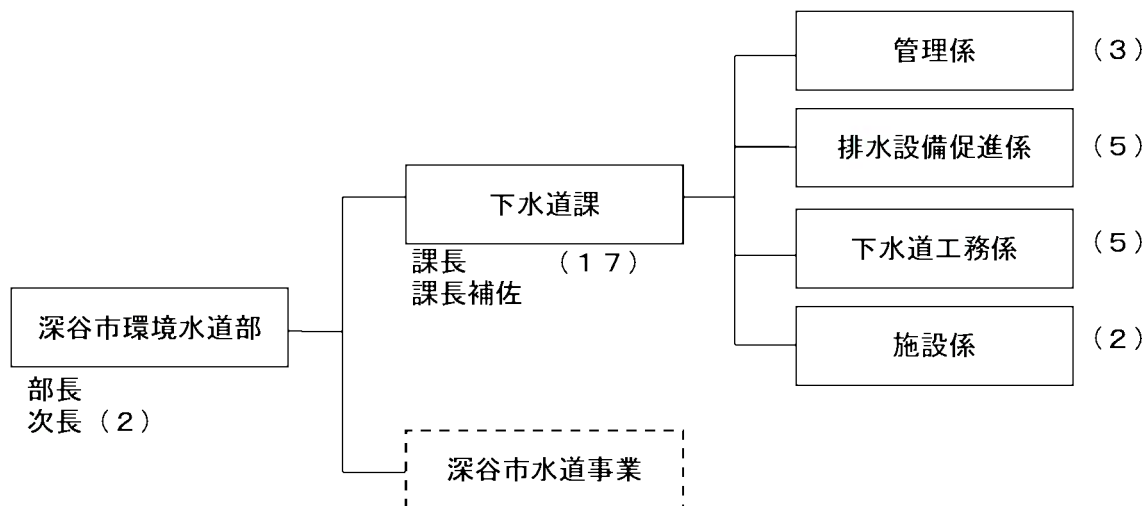 管理係 （３）
排水設備促進係 （５）
下水道課
課長 （１７）
課長補佐
下水道工務係 （５）
深谷市環境水道部
部長
次長（２）
施設係 （２）
深谷市水道事業